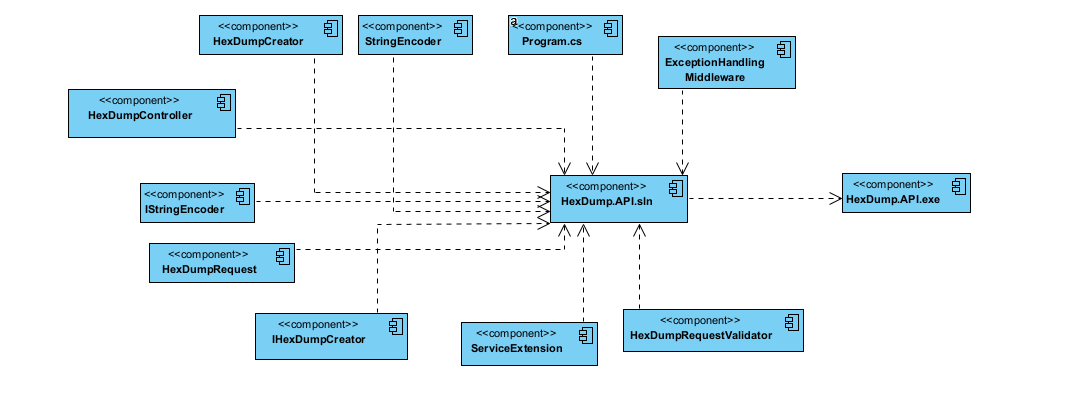 <<component>>
HexDumpCreator
<<component>>
StringEncoder
a
<<component>>
Program.cs
<<component>>
ExceptionHandling
Middleware
<<component>>
HexDumpController
<<component>>
IStringEncoder
<<component>>
HexDump.API.sln
<<component>>
HexDump.API.exe
<<component>>
HexDumpRequest
<<component>>
IHexDumpCreator
<<component>>
ServiceExtension
<<component>>
HexDumpRequestValidator